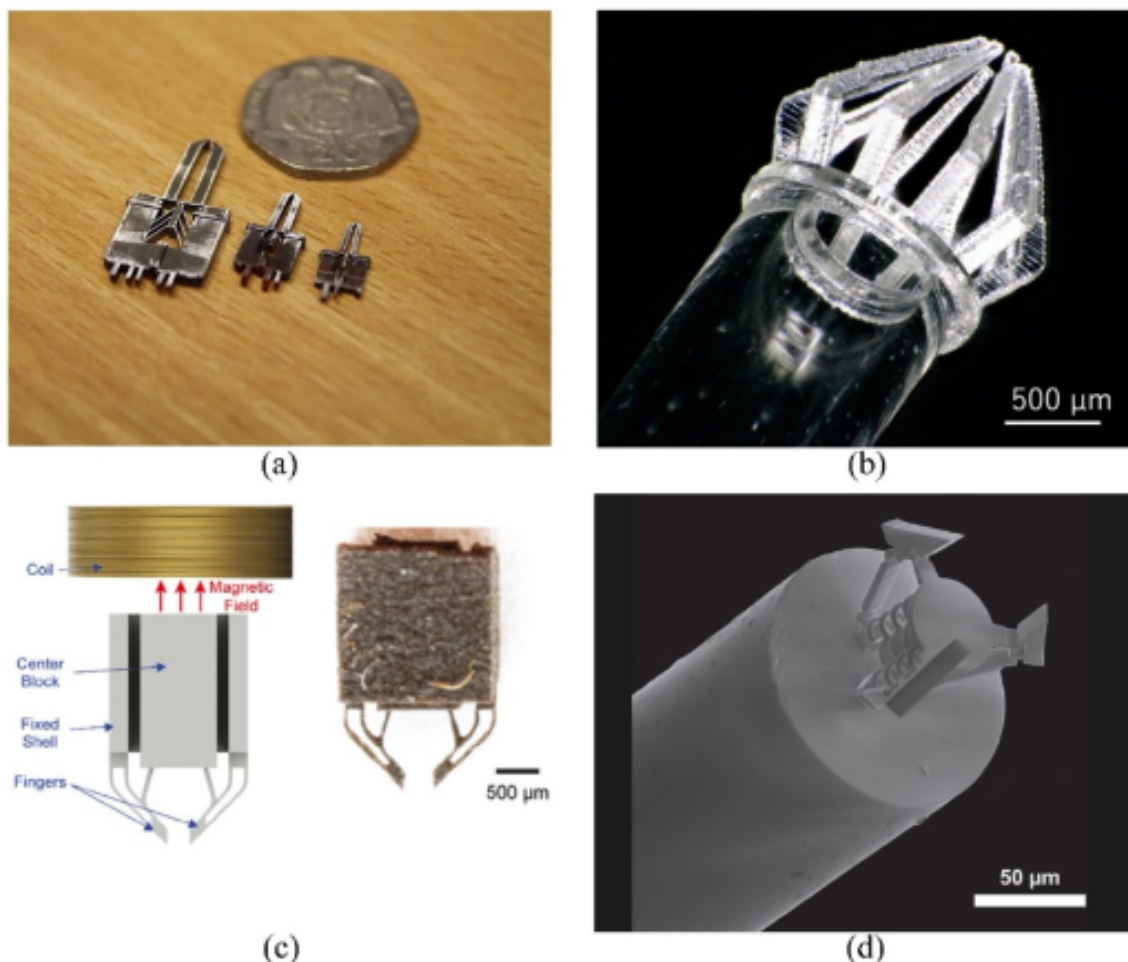 500 μm
(a)
(b)
Coil
Magnetic
Field
Center
Block
Fixed
Shell
Fingers
500 μm
50 μm
(c)
(d)